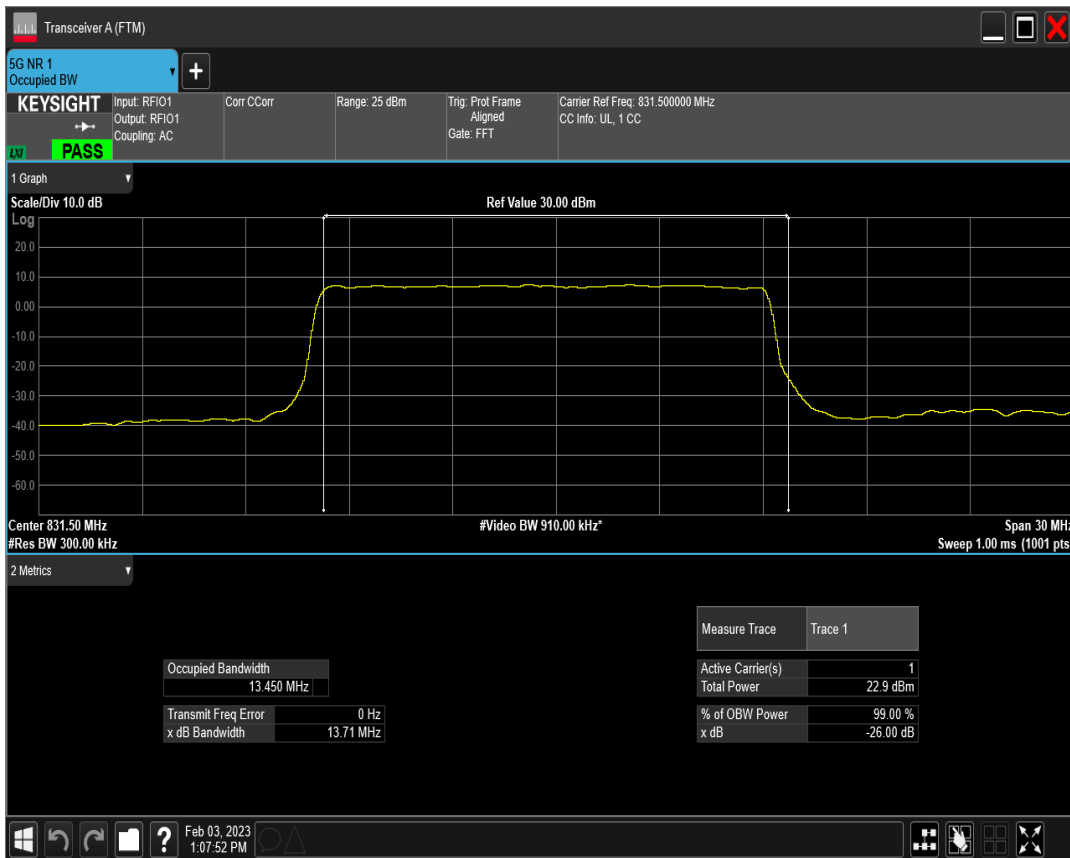 Transceiver A (FTM)
5G NR 1
Occupied BW
+
KEYSIGHT
LXI
PASS
Input: RFIO1
Output: RFIO1
Coupling: AC
Corr CCorr
Range: 25 dBm
Trig: Prot Frame
Aligned
Gate: FFT
Carrier Ref Freq: 831.500000 MHz
CC Info: UL, 1 CC
1 Graph
Scale/Div 10.0 dB
Ref Value 30.00 dBm
Log
20.0
10.0
0.00
-10.0
-20.0
-30.0
-40.0
-50.0
-60.0
Center 831.50 MHz
#Video BW 910.00 kHz*
Span 30 MHz
#Res BW 300.00 kHz
Sweep 1.00 ms (1001 pts
2 Metrics
Measure Trace Trace 1
Occupied Bandwidth
13.450 MHz
Active Carrier(s) 1
Total Power 22.9 dBm
Transmit Freq Error 0 Hz
x dB Bandwidth 13.71 MHz
% of OBW Power 99.00 %
x dB -26.00 dB
?
Feb 03, 2023
1:07:52 PM